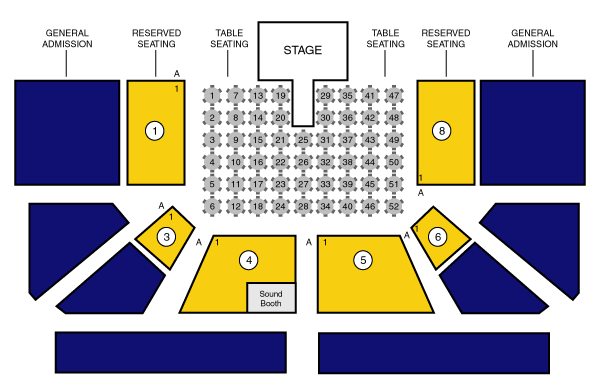 GENERAL ADMISSION
RESERVED SEATING
TABLE SEATING
STAGE
TABLE SEATING
RESERVED SEATING
GENERAL ADMISSION
A
1
1
1 7 13 19 29 35 41 47
2 8 14 20 30 36 42 48
3 9 15 21 25 31 37 43 49
4 10 16 22 26 32 38 44 50
5 11 17 23 27 33 39 45 51
6 12 18 24 28 34 40 46 52
8
1
A
A
1
3
A
1
4
Sound
Booth
A
1
5
A
1
6